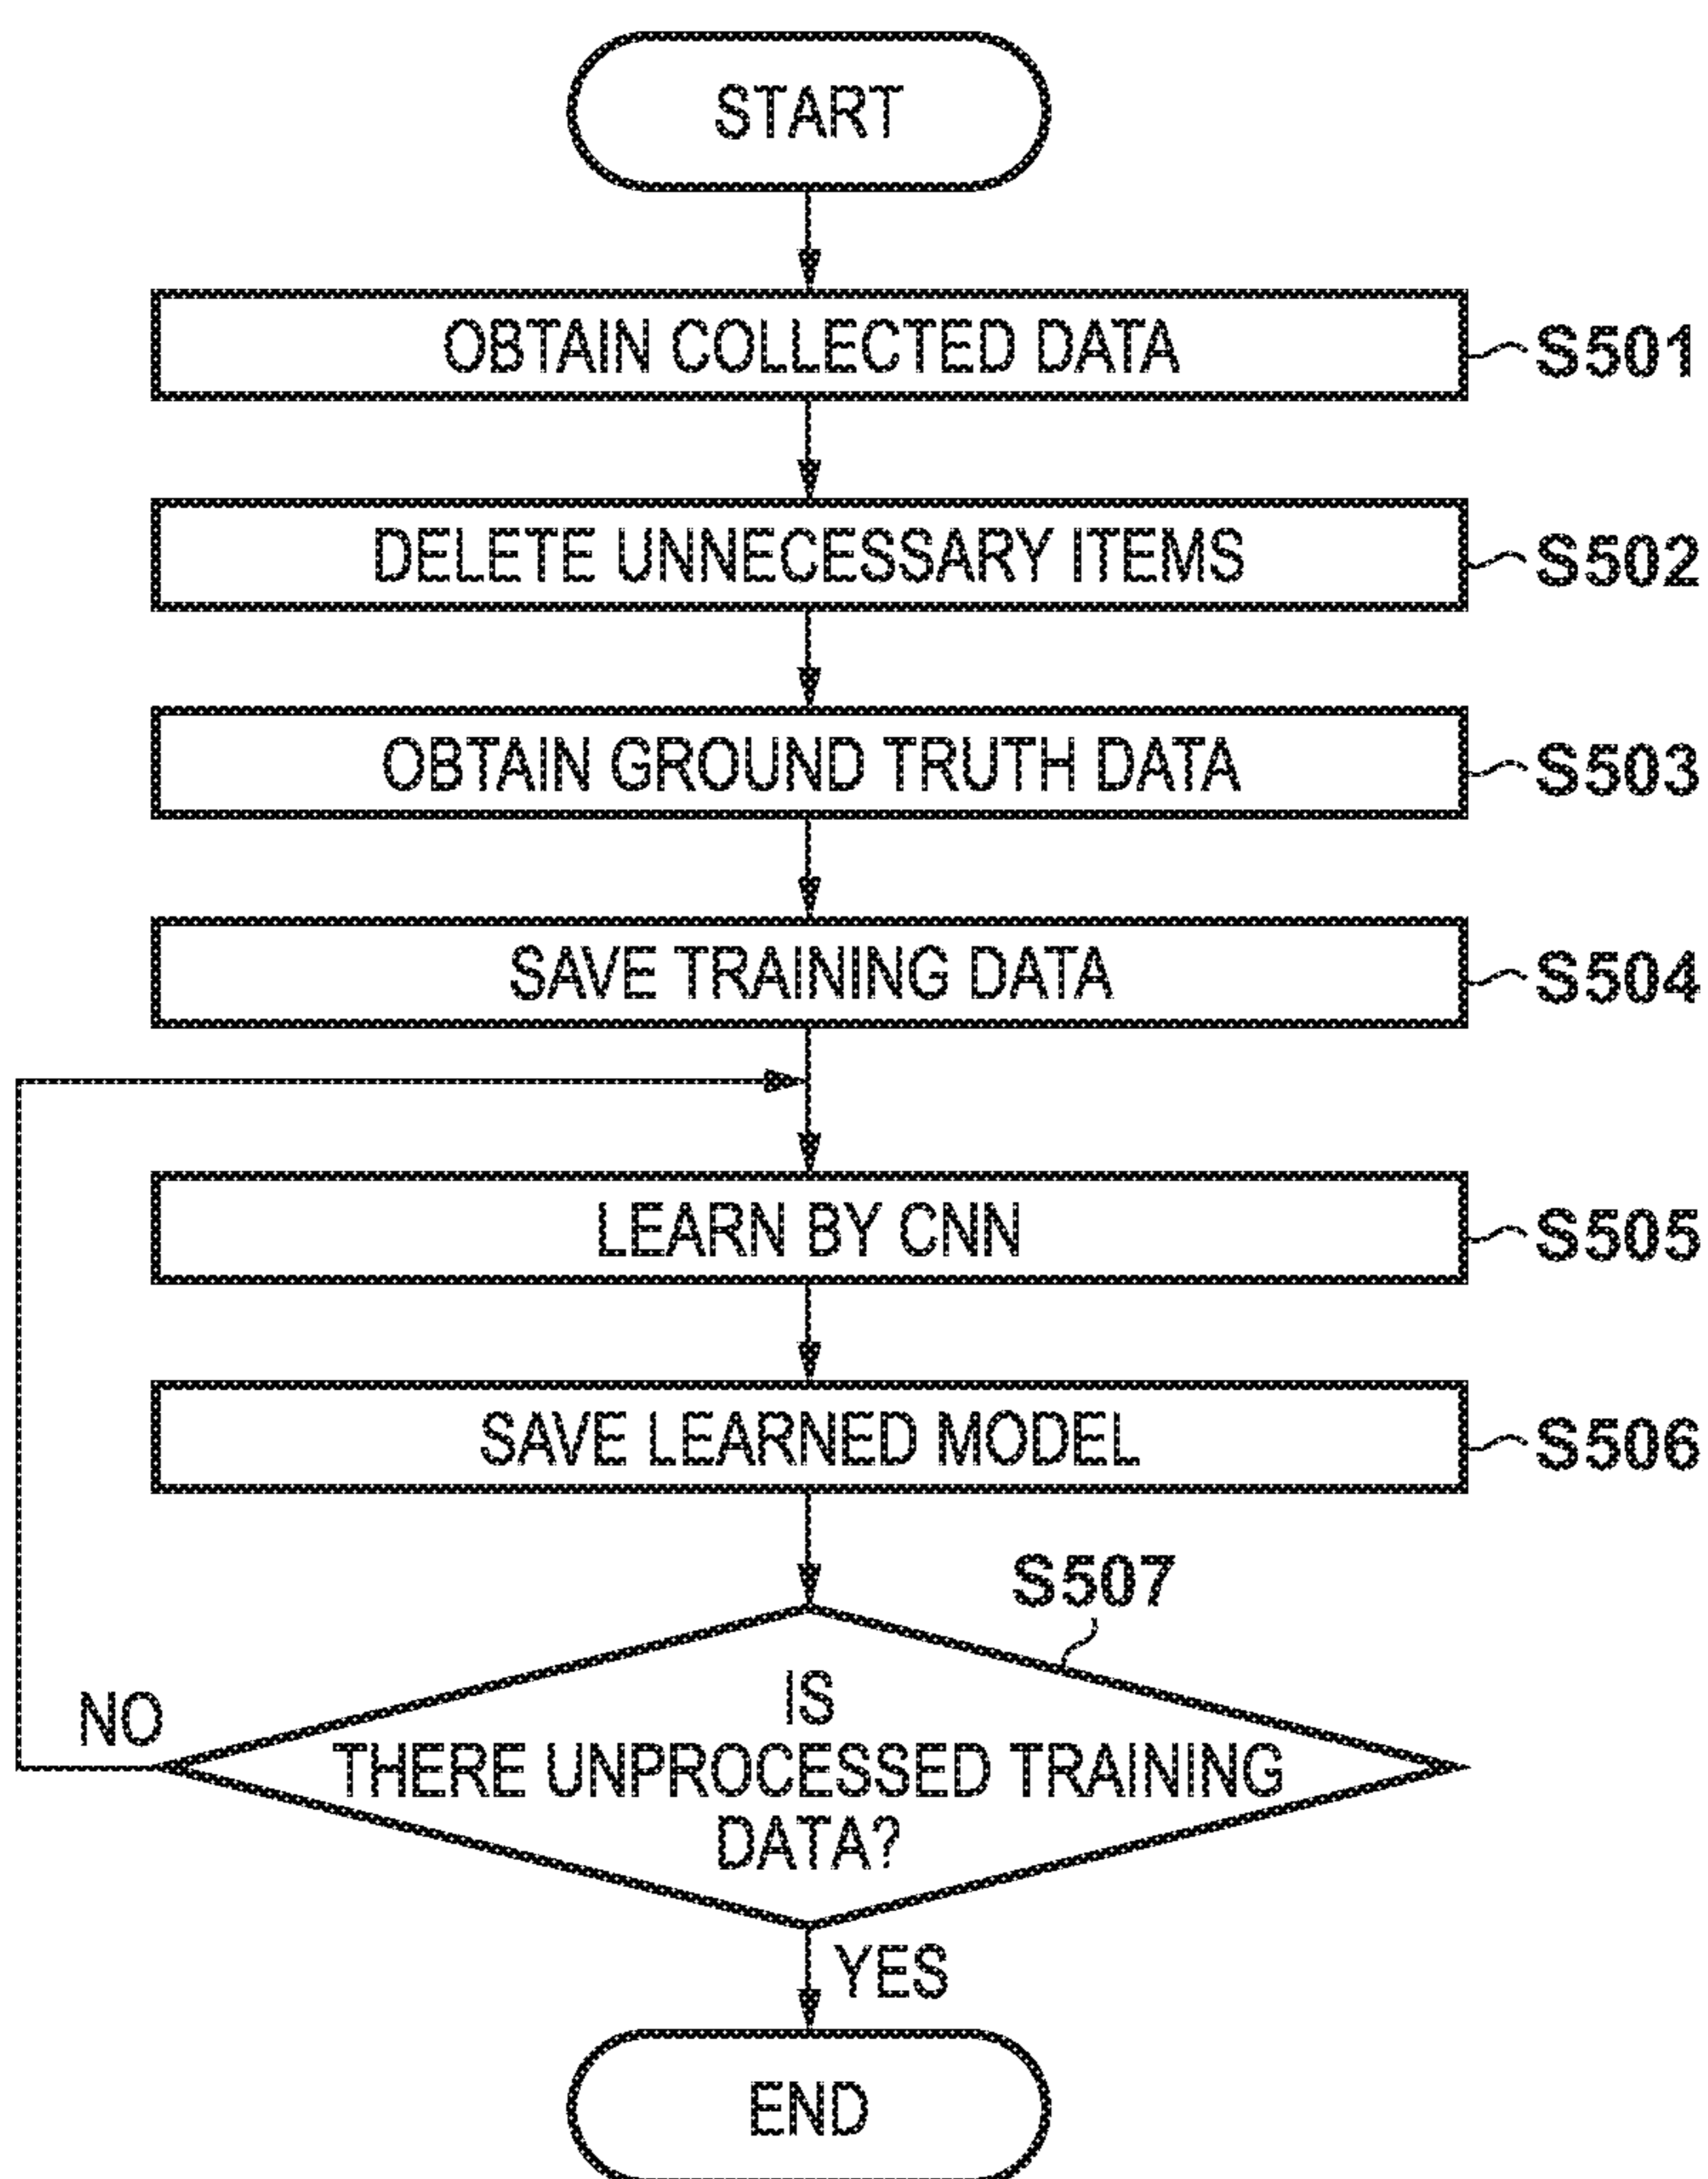 START
OBTAIN COLLECTED DATA
S501
DELETE UNNECESSARY ITEMS
S502
OBTAIN GROUND TRUTH DATA
S503
SAVE TRAINING DATA
S504
LEARN BY CNN
S505
SAVE LEARNED MODEL
S506
S507
IS
THERE UNPROCESSED TRAINING
DATA?
NO
YES
END